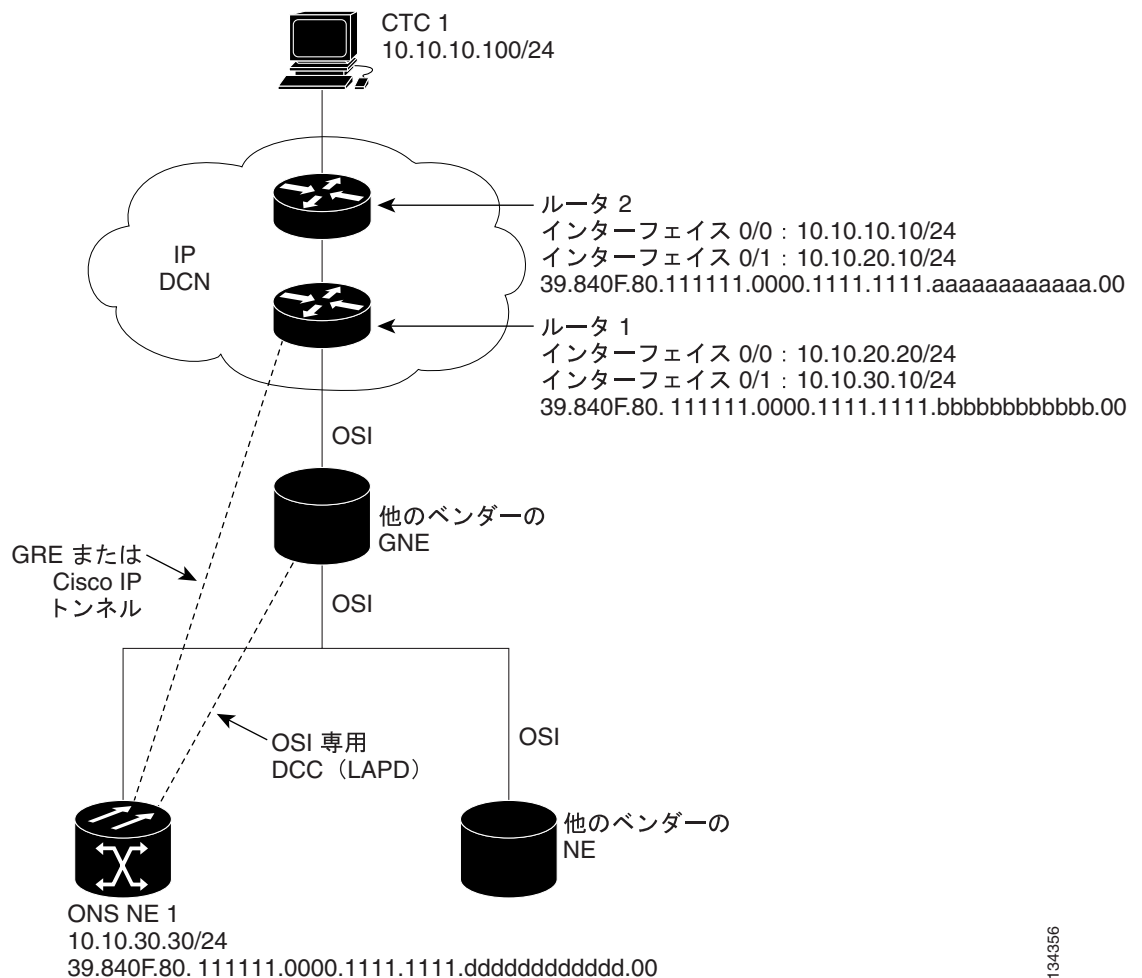 CTC 1
10.10.10.100/24
IP
DCN
ルータ 2
インターフェイス 0/0 : 10.10.10.10/24
インターフェイス 0/1 : 10.10.20.10/24
39.840F.80.111111.0000.1111.1111.aaaaaaaaaaaa.00
ルータ 1
インターフェイス 0/0 : 10.10.20.20/24
インターフェイス 0/1 : 10.10.30.10/24
39.840F.80. 111111.0000.1111.1111.bbbbbbbbbbbb.00
OSI
他のベンダーの
GNE
GRE または
Cisco IP
トンネル
OSI
OSI 専用
DCC（LAPD）
OSI
他のベンダーの
NE
ONS NE 1
10.10.30.30/24
39.840F.80. 111111.0000.1111.1111.dddddddddddd.00
134356